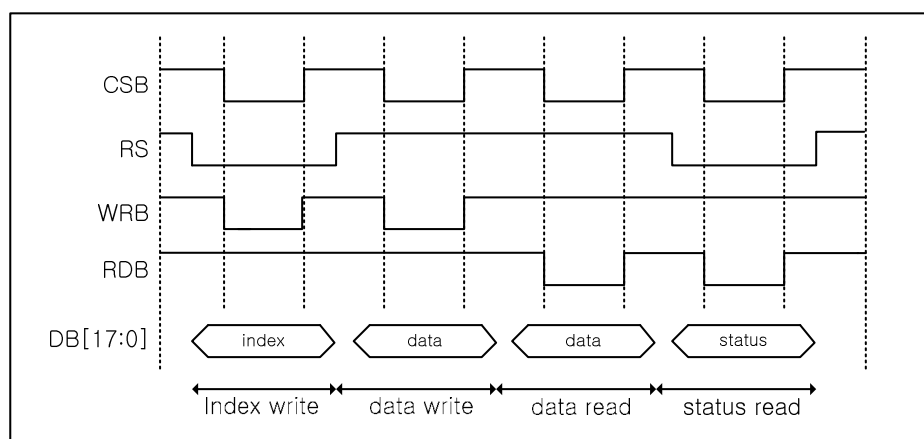 CSB
RS
WRB
RDB
DB[17:0]
index
data
data
status
Index write
data write
data read
status read